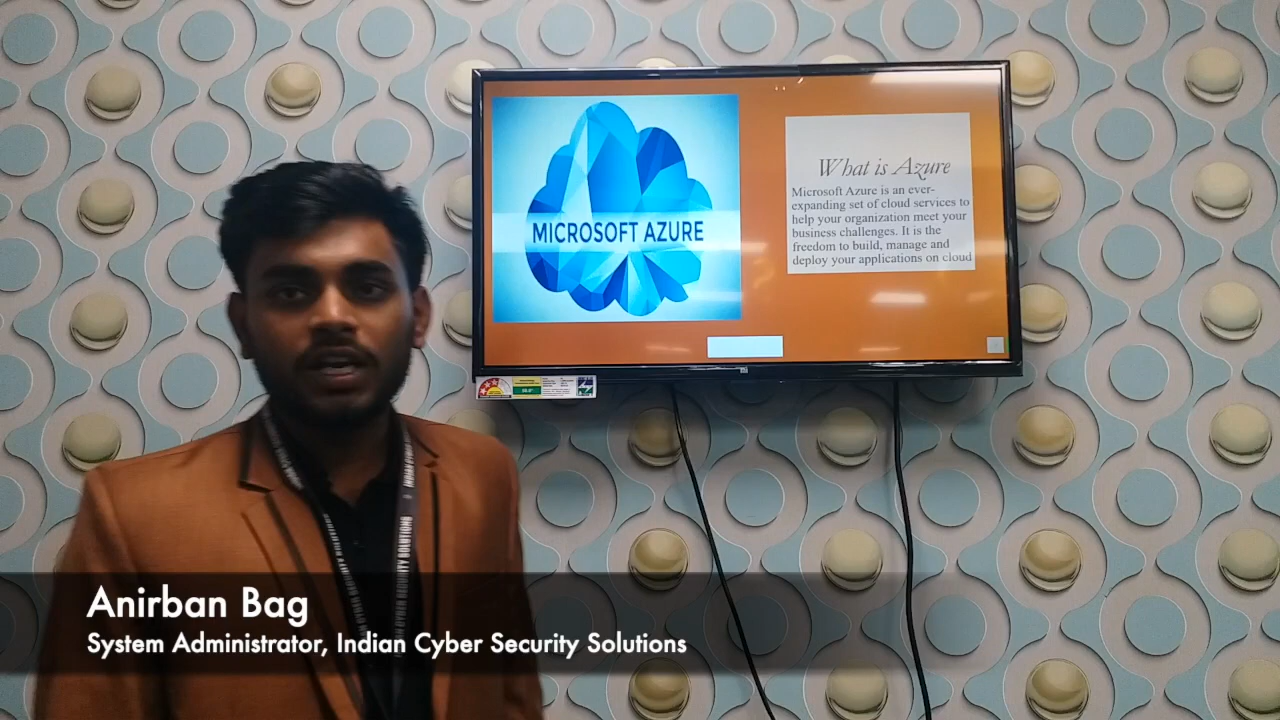 MICROSOFT AZURE
What is Azure
Microsoft Azure is an ever-
expanding set of cloud services to
help your organization meet your
business challenges. It is the
freedom to build, manage and
deploy your applications on cloud
Anirban Bag
System Administrator, Indian Cyber Security Solutions